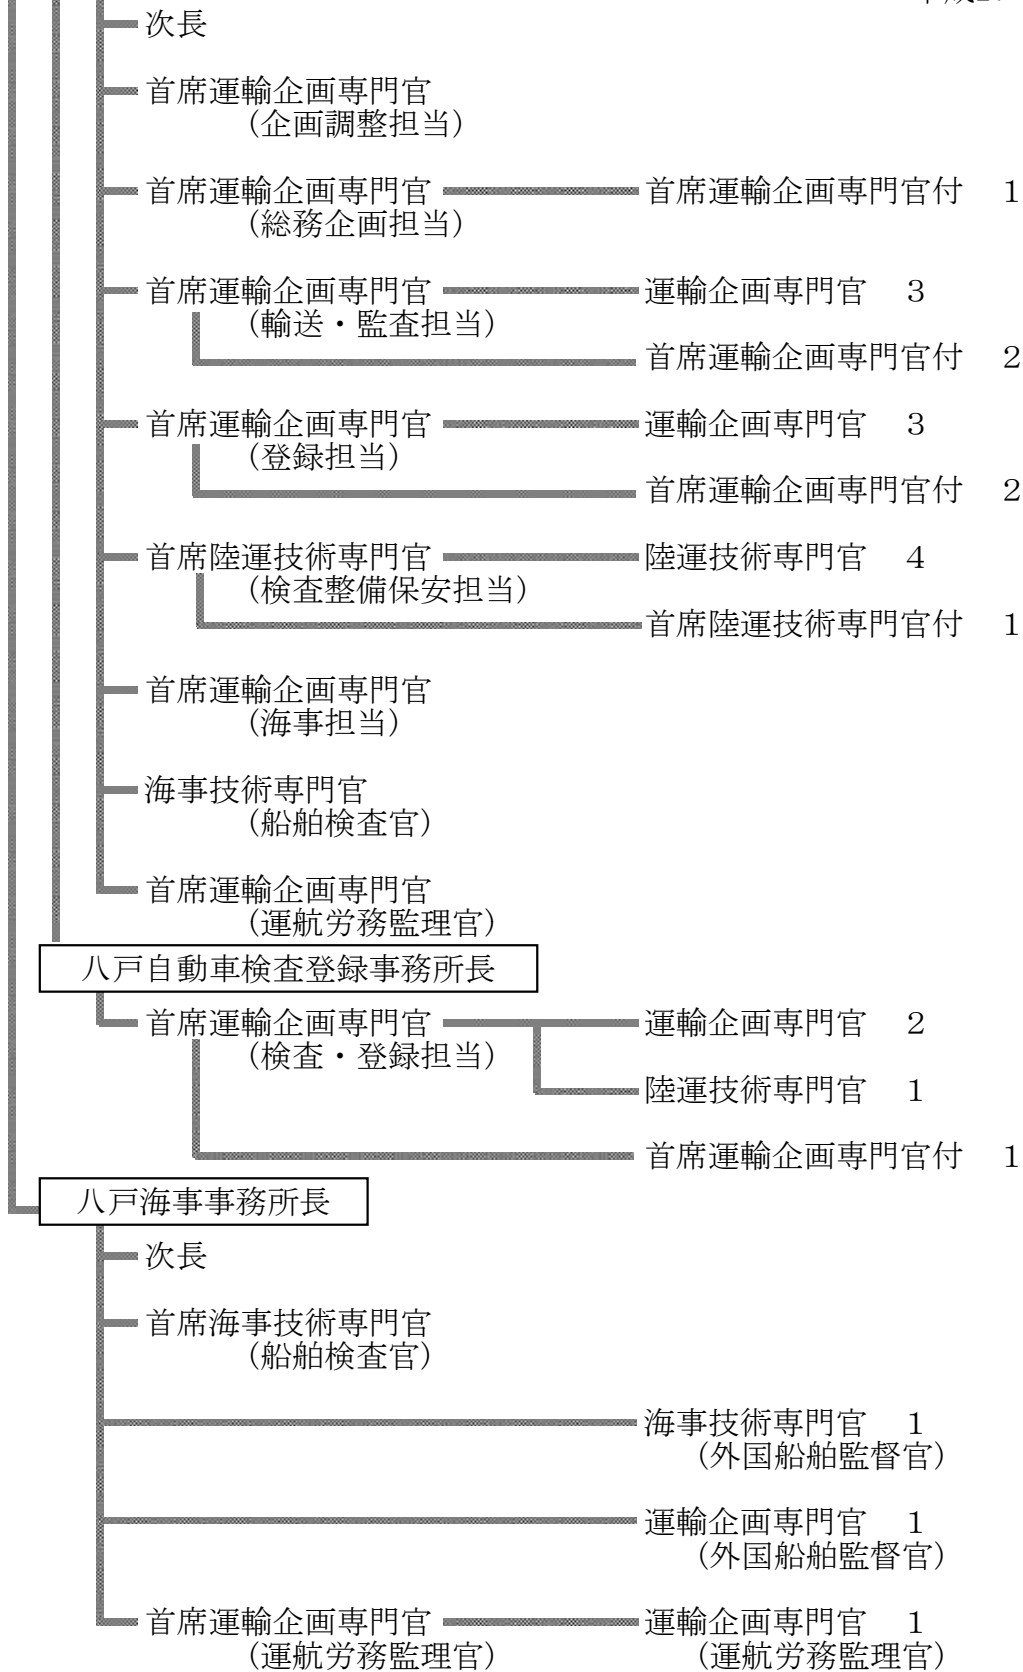 次長
首席運輸企画専門官
（企画調整担当）
首席運輸企画専門官 首席運輸企画専門官付 １
（総務企画担当）
首席運輸企画専門官 運輸企画専門官 ３
（輸送・監査担当）
首席運輸企画専門官付 ２
首席運輸企画専門官 運輸企画専門官 ３
（登録担当）
首席運輸企画専門官付 ２
首席陸運技術専門官 陸運技術専門官 ４
（検査整備保安担当）
首席陸運技術専門官付 １
首席運輸企画専門官
（海事担当）
海事技術専門官
（船舶検査官）
首席運輸企画専門官
（運航労務監理官）
八戸自動車検査登録事務所長
首席運輸企画専門官 運輸企画専門官 ２
（検査・登録担当）
陸運技術専門官 １
首席運輸企画専門官付 １
八戸海事事務所長
次長
首席海事技術専門官
（船舶検査官）
海事技術専門官 １
（外国船舶監督官）
運輸企画専門官 １
（外国船舶監督官）
首席運輸企画専門官 運輸企画専門官 １
（運航労務監理官） （運航労務監理官）